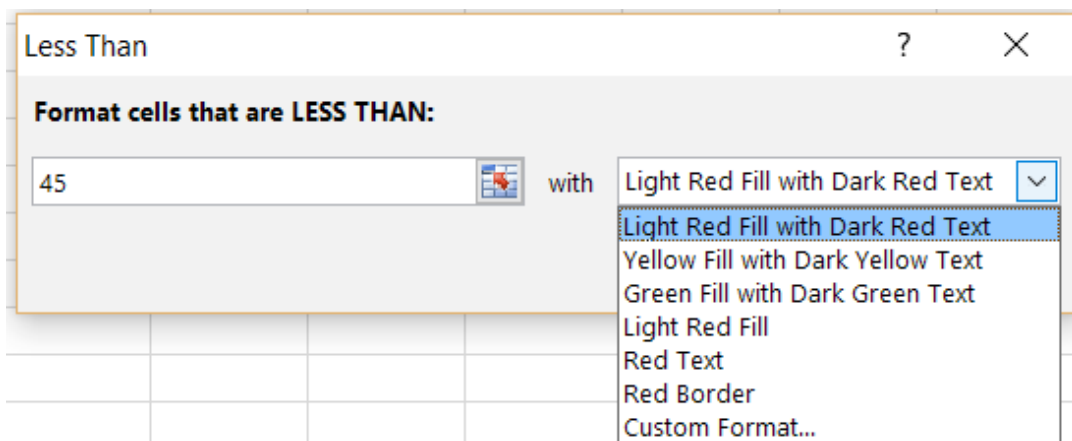 Less Than
?
Format cells that are LESS THAN:
45 with Light Red Fill with Dark Red Text
Light Red Fill with Dark Red Text
Yellow Fill with Dark Yellow Text
Green Fill with Dark Green Text
Light Red Fill
Red Text
Red Border
Custom Format...